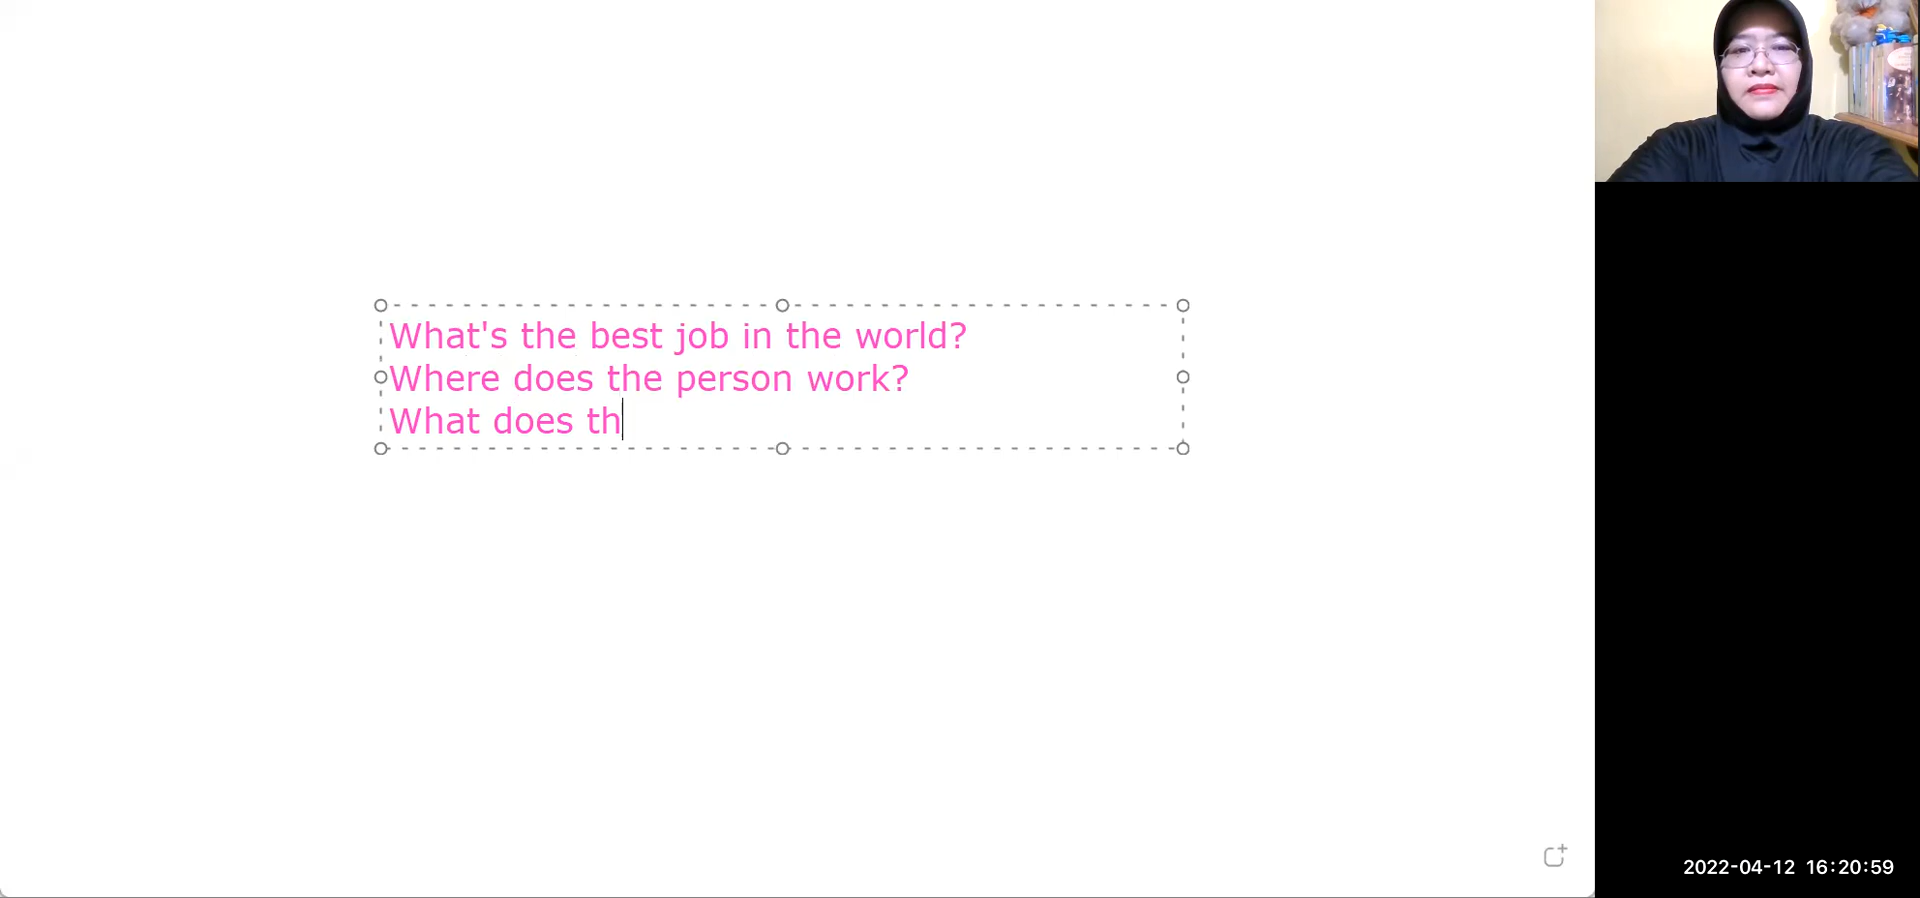 What's the best job in the world?
Where does the person work?
What does th
2022-04-12 16:20:59